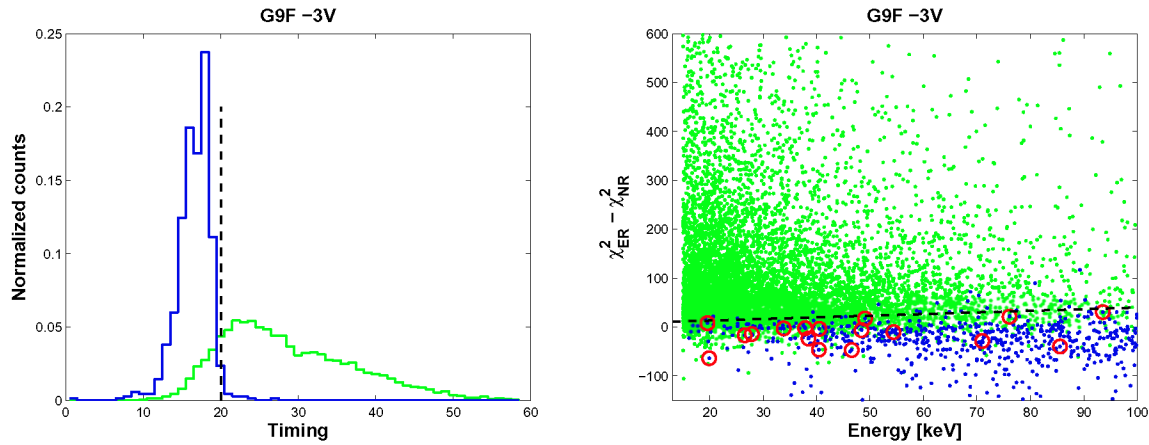 G9F −3V
0.25
0.2
0.15
0.1
0.05
0
0 10 20 30 40 50 60
Normalized counts
Timing
G9F −3V
600
500
400
300
200
100
0
−100
20 30 40 50 60 70 80 90 100
χ²ER − χ²NR
Energy [keV]